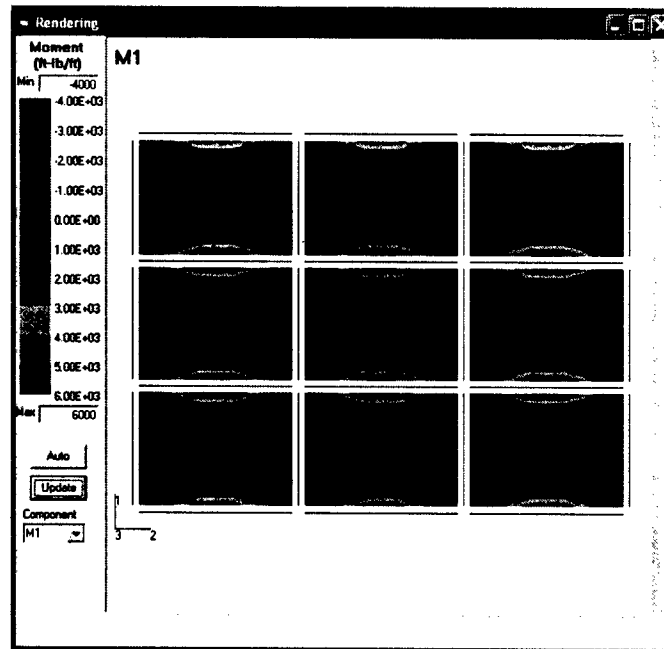 Rendering
Moment
(ft-lb/ft)
M1
Min -4000
-4.00E+03
-3.00E+03
-2.00E+03
-1.00E+03
0.00E+00
1.00E+03
2.00E+03
3.00E+03
4.00E+03
5.00E+03
6.00E+03
Max 6000
Auto
Update
Component
M1
1
3 2